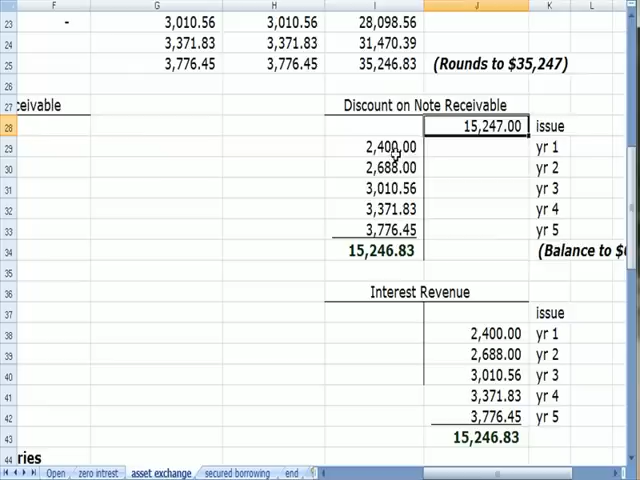 F G H I J K L
23 - 3,010.56 3,010.56 28,098.56
24 3,371.83 3,371.83 31,470.39
25 3,776.45 3,776.45 35,246.83 (Rounds to $35,247)
26
27 ceivable Discount on Note Receivable
28 15,247.00 issue
29 2,400.00 yr 1
30 2,688.00 yr 2
31 3,010.56 yr 3
32 3,371.83 yr 4
33 3,776.45 yr 5
34 15,246.83 (Balance to $
35
36 Interest Revenue
37 issue
38 2,400.00 yr 1
39 2,688.00 yr 2
40 3,010.56 yr 3
41 3,371.83 yr 4
42 3,776.45 yr 5
43 15,246.83
44 ries
Open zero intrest asset exchange secured borrowing end